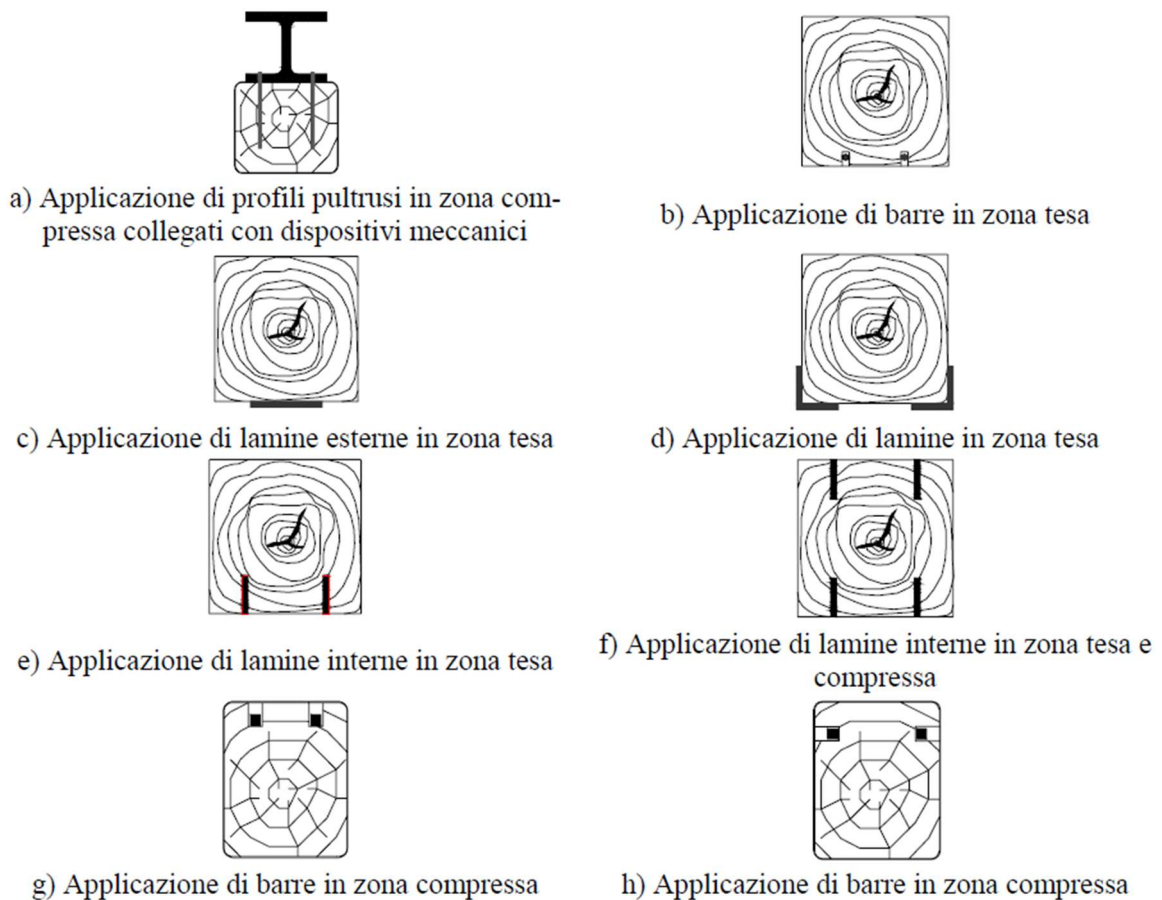 a) Applicazione di profili pultrusi in zona com-
pressa collegati con dispositivi meccanici
b) Applicazione di barre in zona tesa
c) Applicazione di lamine esterne in zona tesa
d) Applicazione di lamine in zona tesa
e) Applicazione di lamine interne in zona tesa
f) Applicazione di lamine interne in zona tesa e
compressa
g) Applicazione di barre in zona compressa
h) Applicazione di barre in zona compressa